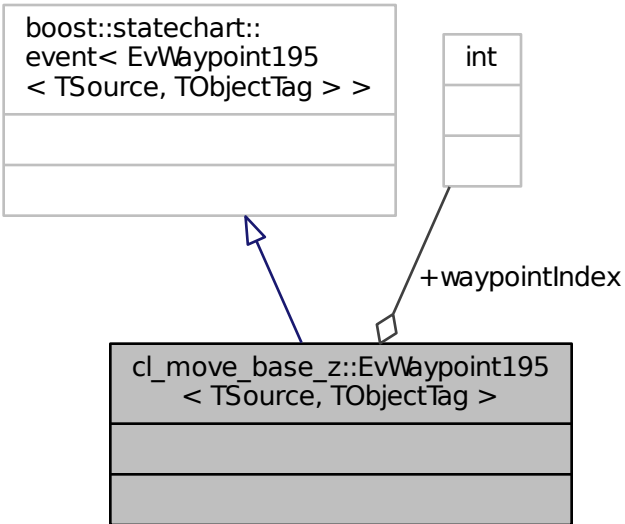 boost::statechart::
event< EvWaypoint195
< TSource, TObjectTag > >
int
+waypointIndex
cl_move_base_z::EvWaypoint195
< TSource, TObjectTag >